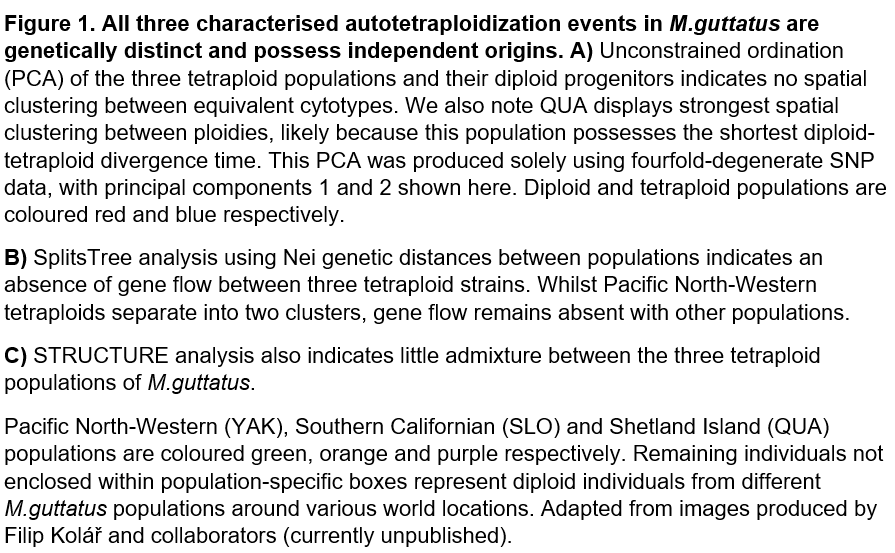 Figure 1. All three characterised autotetraploidization events in M.guttatus are
genetically distinct and possess independent origins. A) Unconstrained ordination
(PCA) of the three tetraploid populations and their diploid progenitors indicates no spatial
clustering between equivalent cytotypes. We also note QUA displays strongest spatial
clustering between ploidies, likely because this population possesses the shortest diploid-
tetraploid divergence time. This PCA was produced solely using fourfold-degenerate SNP
data, with principal components 1 and 2 shown here. Diploid and tetraploid populations are
coloured red and blue respectively.
B) SplitsTree analysis using Nei genetic distances between populations indicates an
absence of gene flow between three tetraploid strains. Whilst Pacific North-Western
tetraploids separate into two clusters, gene flow remains absent with other populations.
C) STRUCTURE analysis also indicates little admixture between the three tetraploid
populations of M.guttatus.
Pacific North-Western (YAK), Southern Californian (SLO) and Shetland Island (QUA)
populations are coloured green, orange and purple respectively. Remaining individuals not
enclosed within population-specific boxes represent diploid individuals from different
M.guttatus populations around various world locations. Adapted from images produced by
Filip Kolář and collaborators (currently unpublished).